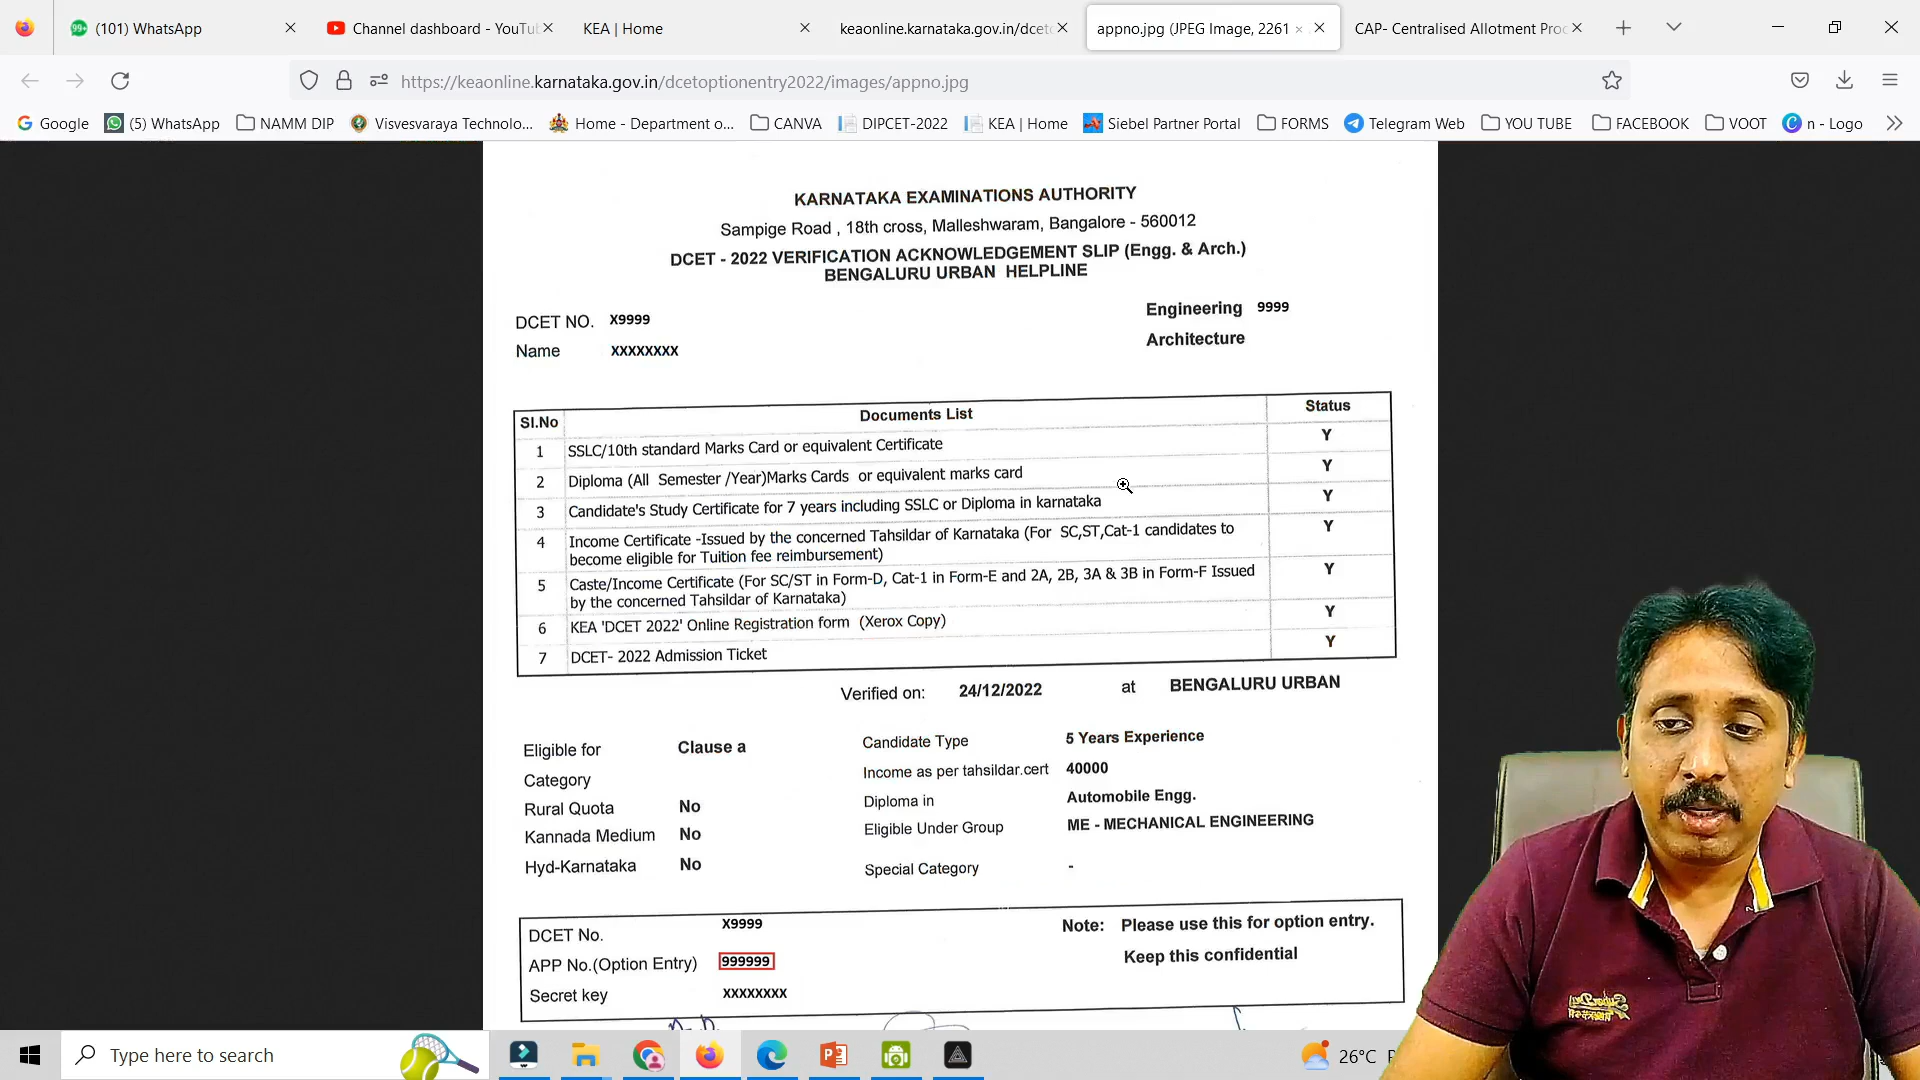 (101) WhatsApp
Channel dashboard - YouTub
KEA | Home
keaonline.karnataka.gov.in/dcet
appno.jpg (JPEG Image, 2261 ×
CAP- Centralised Allotment Proc
https://keaonline.karnataka.gov.in/dcetoptionentry2022/images/appno.jpg
Google
(5) WhatsApp
NAMM DIP
Visvesvaraya Technolo...
Home - Department o...
CANVA
DIPCET-2022
KEA | Home
Siebel Partner Portal
FORMS
Telegram Web
YOU TUBE
FACEBOOK
VOOT
n - Logo
KARNATAKA EXAMINATIONS AUTHORITY
Sampige Road , 18th cross, Malleshwaram, Bangalore - 560012
DCET - 2022 VERIFICATION ACKNOWLEDGEMENT SLIP (Engg. & Arch.)
BENGALURU URBAN HELPLINE
DCET NO. X9999
Engineering 9999
Name XXXXXXXX
Architecture
Sl.No Documents List Status
1 SSLC/10th standard Marks Card or equivalent Certificate Y
2 Diploma (All Semester /Year)Marks Cards or equivalent marks card Y
3 Candidate's Study Certificate for 7 years including SSLC or Diploma in karnataka Y
4 Income Certificate -Issued by the concerned Tahsildar of Karnataka (For SC,ST,Cat-1 candidates to Y
become eligible for Tuition fee reimbursement)
5 Caste/Income Certificate (For SC/ST in Form-D, Cat-1 in Form-E and 2A, 2B, 3A & 3B in Form-F Issued Y
by the concerned Tahsildar of Karnataka)
6 KEA 'DCET 2022' Online Registration form (Xerox Copy) Y
7 DCET- 2022 Admission Ticket Y
Verified on: 24/12/2022 at BENGALURU URBAN
Eligible for Clause a Candidate Type 5 Years Experience
Category Income as per tahsildar.cert 40000
Rural Quota No Diploma in Automobile Engg.
Kannada Medium No Eligible Under Group ME - MECHANICAL ENGINEERING
Hyd-Karnataka No Special Category -
DCET No. X9999 Note: Please use this for option entry.
APP No.(Option Entry) 999999 Keep this confidential
Secret key XXXXXXXX
Type here to search
26°C